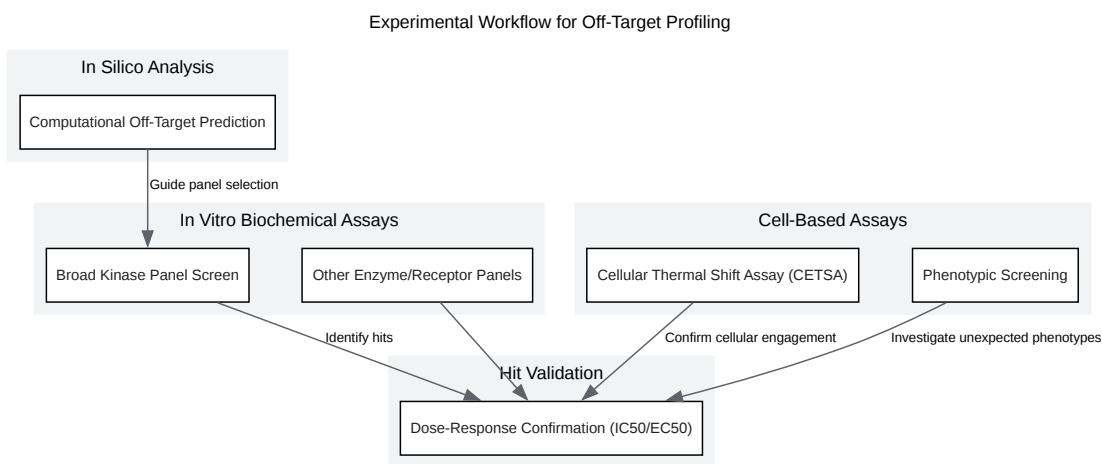 Experimental Workflow for Off-Target Profiling
In Silico Analysis
Computational Off-Target Prediction
Guide panel selection
In Vitro Biochemical Assays
Cell-Based Assays
Broad Kinase Panel Screen
Other Enzyme/Receptor Panels
Cellular Thermal Shift Assay (CETSA)
Phenotypic Screening
Identify hits
Confirm cellular engagement
Investigate unexpected phenotypes
Hit Validation
Dose-Response Confirmation (IC50/EC50)